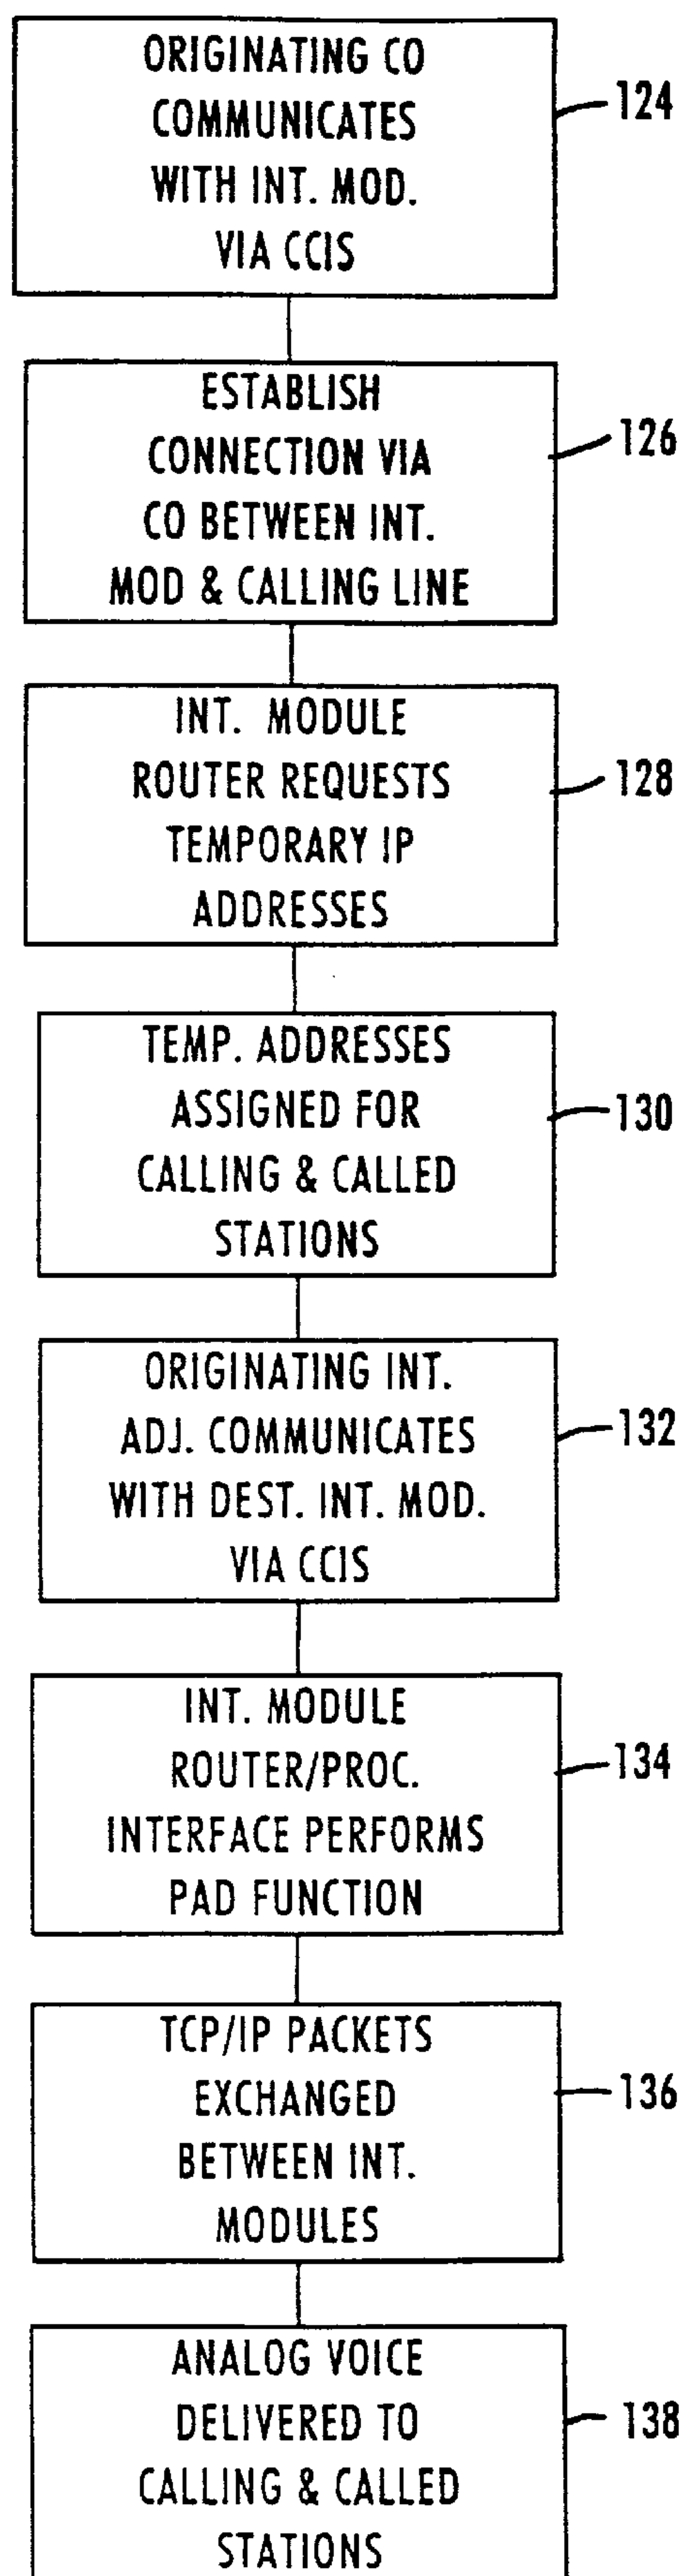 ORIGINATING CO
COMMUNICATES
WITH INT. MOD.
VIA CCIS
124
ESTABLISH
CONNECTION VIA
CO BETWEEN INT.
MOD & CALLING LINE
126
INT. MODULE
ROUTER REQUESTS
TEMPORARY IP
ADDRESSES
128
TEMP. ADDRESSES
ASSIGNED FOR
CALLING & CALLED
STATIONS
130
ORIGINATING INT.
ADJ. COMMUNICATES
WITH DEST. INT. MOD.
VIA CCIS
132
INT. MODULE
ROUTER/PROC.
INTERFACE PERFORMS
PAD FUNCTION
134
TCP/IP PACKETS
EXCHANGED
BETWEEN INT.
MODULES
136
ANALOG VOICE
DELIVERED TO
CALLING & CALLED
STATIONS
138